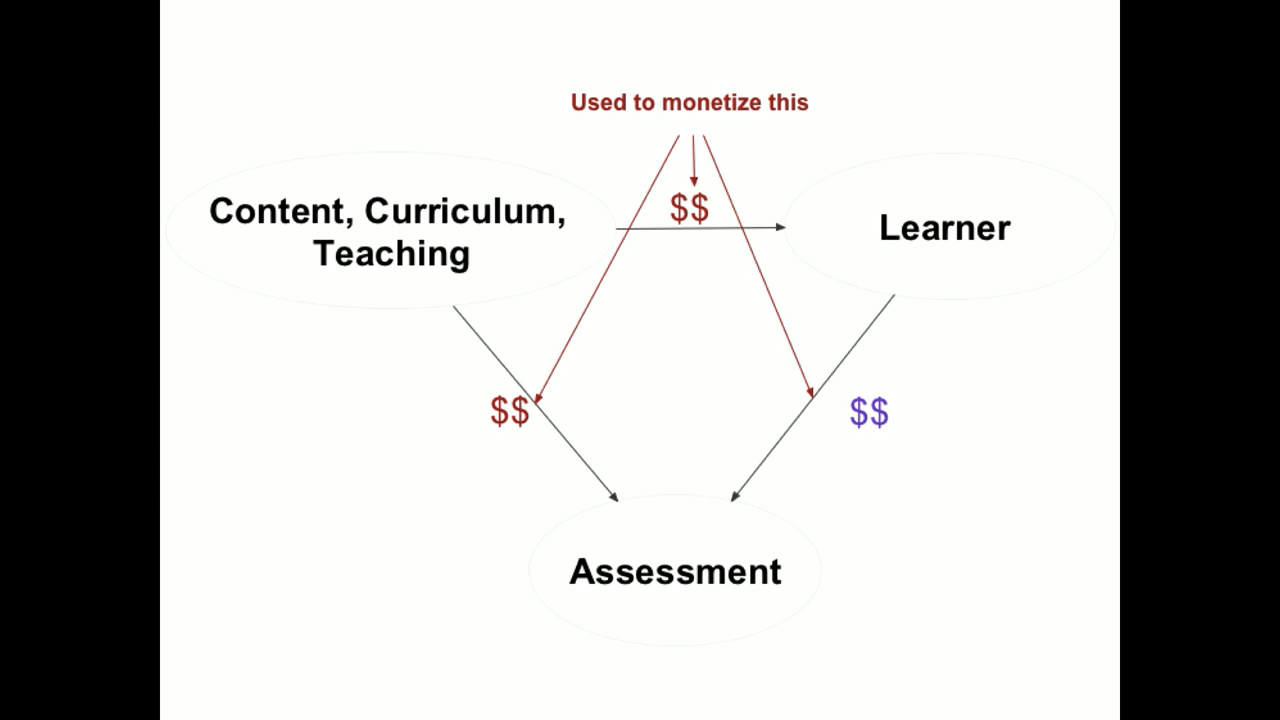 Used to monetize this
$$
Content, Curriculum,
Teaching
Learner
$$
$$
Assessment